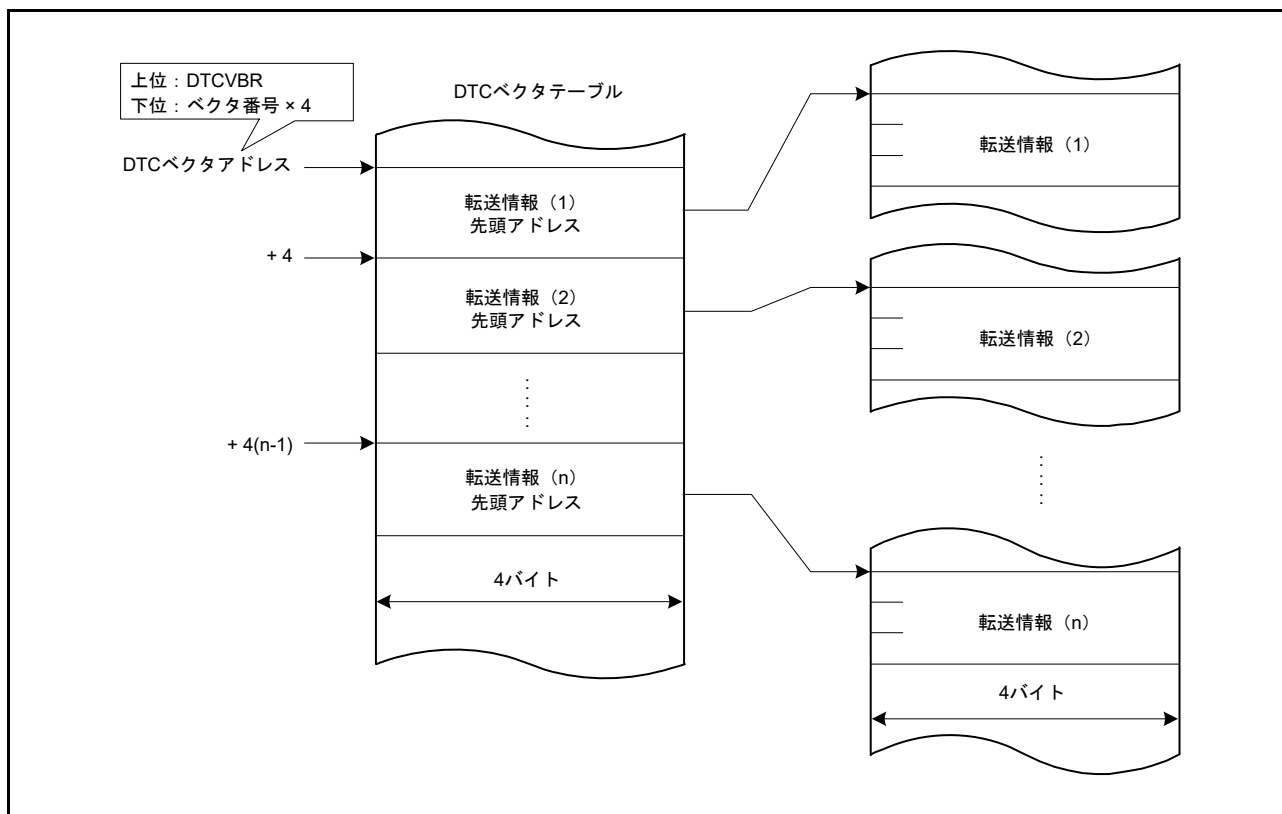 上位：DTCVBR
下位：ベクタ番号 × 4
DTCベクタテーブル
DTCベクタアドレス
転送情報（1）
先頭アドレス
+ 4
転送情報（2）
先頭アドレス
+ 4(n-1)
転送情報（n）
先頭アドレス
4バイト
転送情報（1）
転送情報（2）
転送情報（n）
4バイト